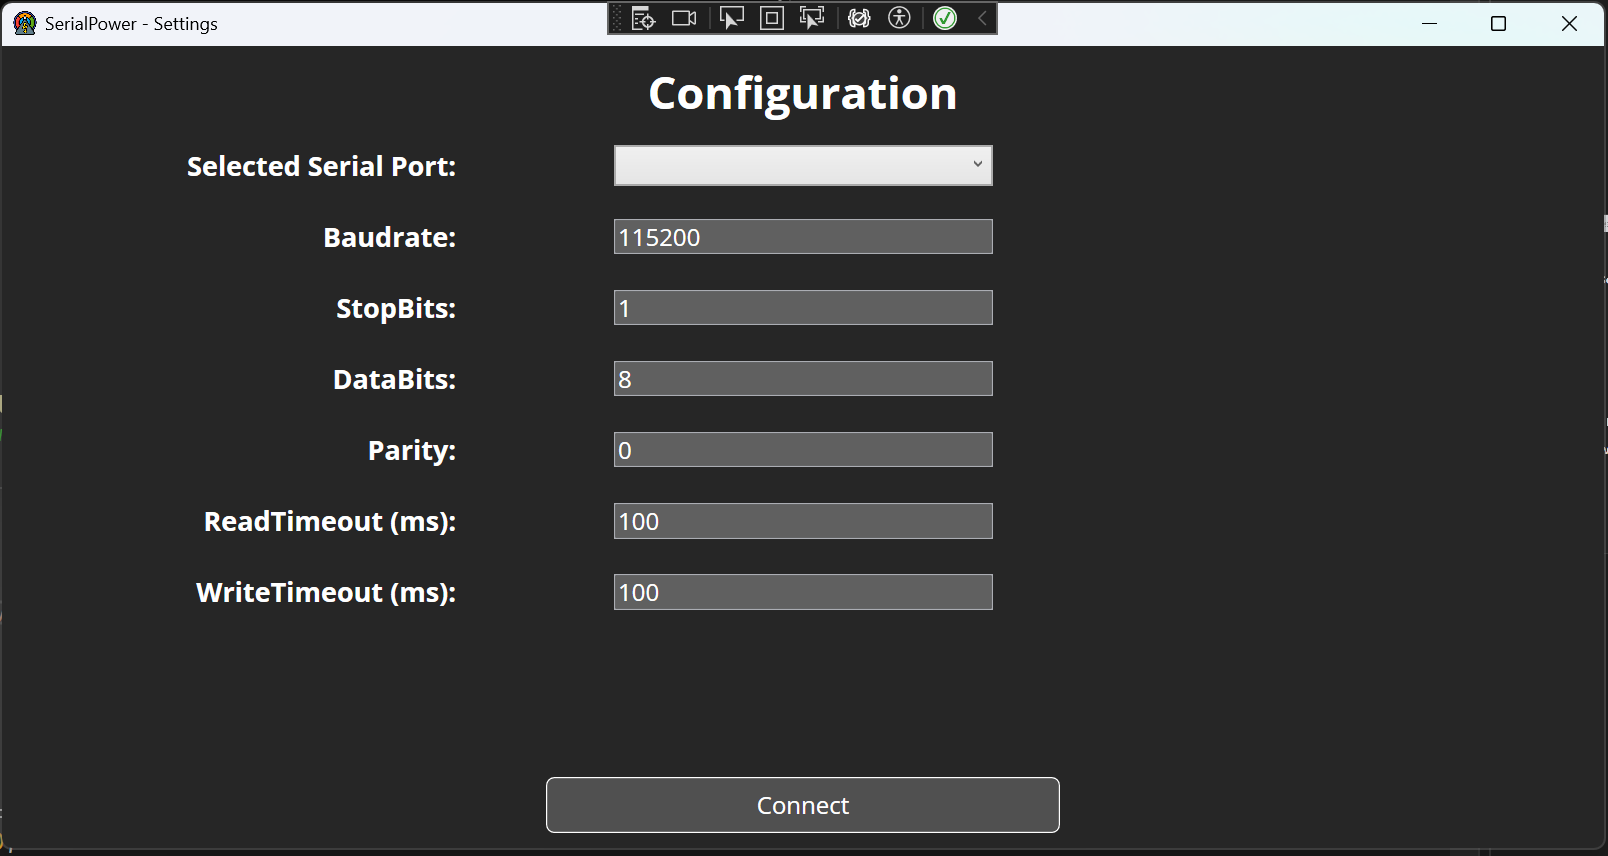 SerialPower - Settings
Configuration
Selected Serial Port:
Baudrate: 115200
StopBits: 1
DataBits: 8
Parity: 0
ReadTimeout (ms): 100
WriteTimeout (ms): 100
Connect